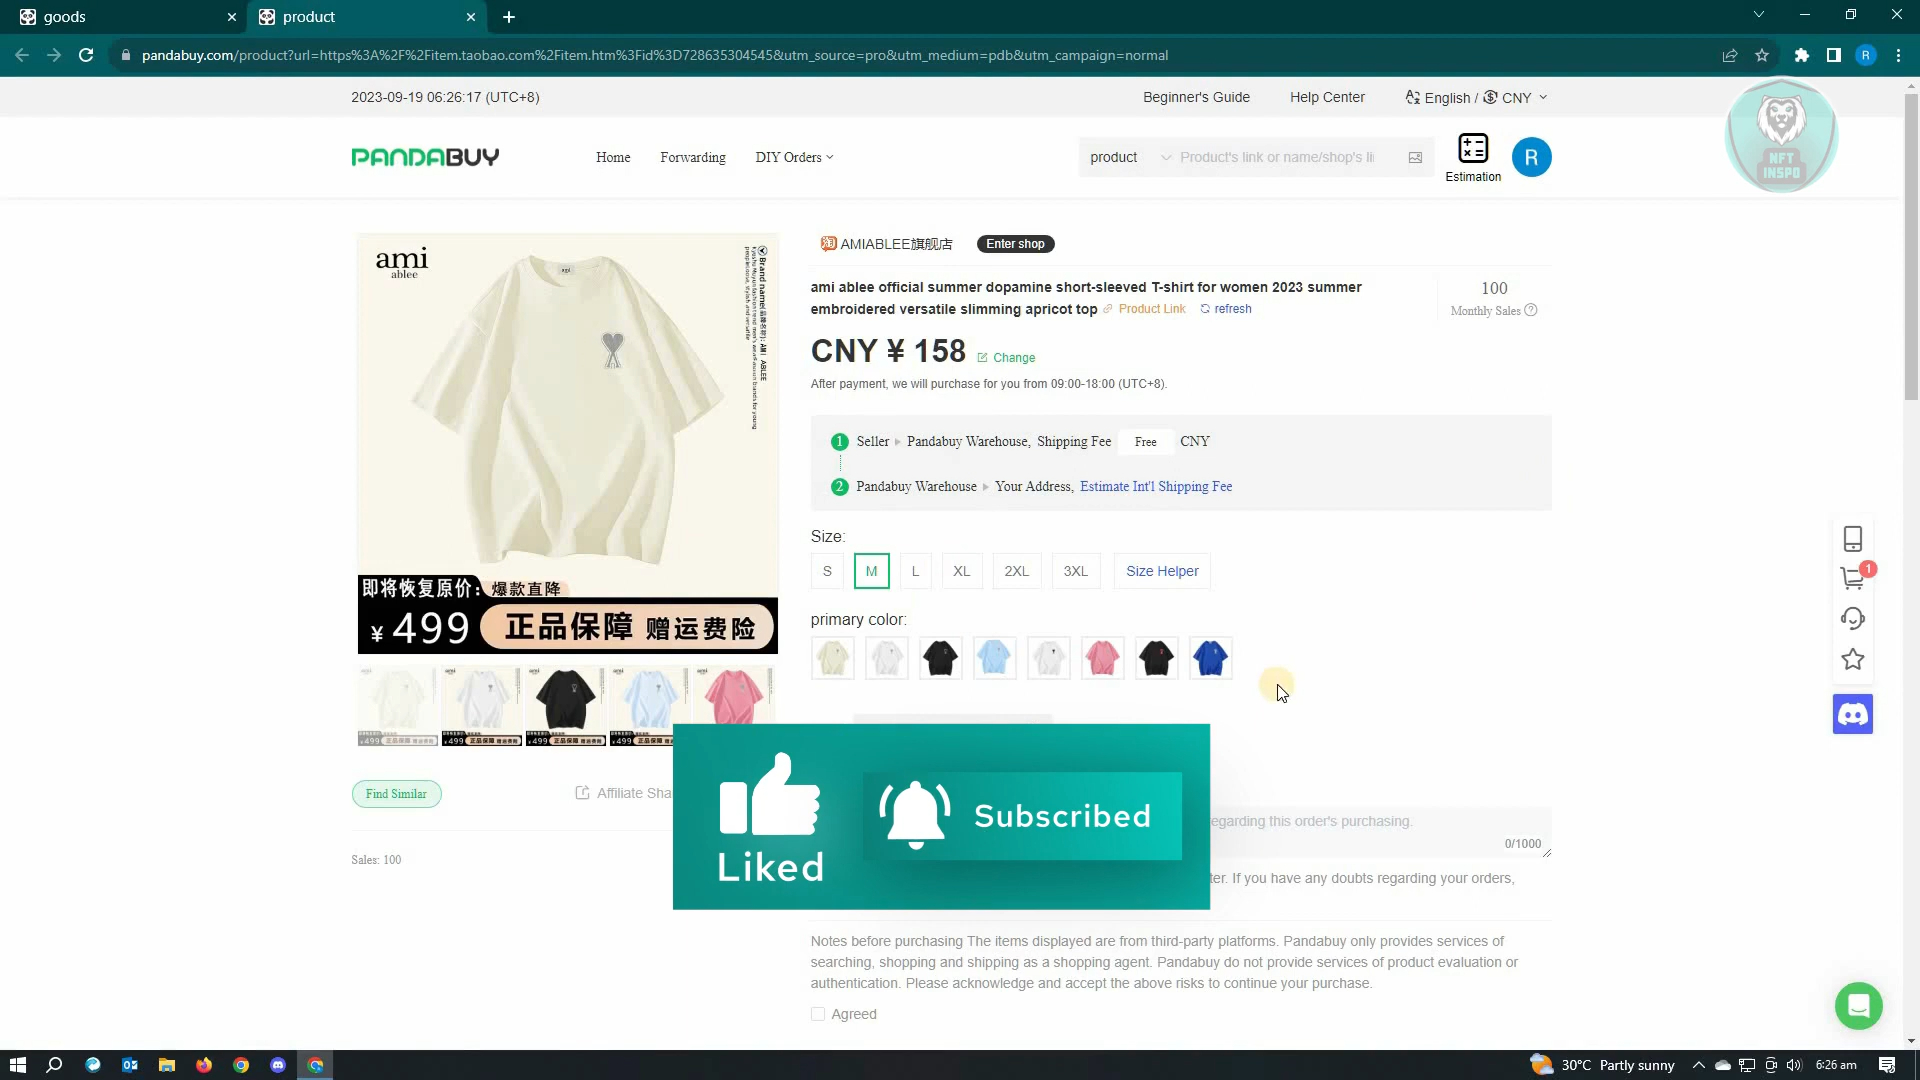 goods
product
pandabuy.com/product?url=https%3A%2F%2Fitem.taobao.com%2Fitem.htm%3Fid%3D728635304545&utm_source=pro&utm_medium=pdb&utm_campaign=normal
R
2023-09-19 06:26:17 (UTC+8)
Beginner's Guide
Help Center
English / CNY
NFT
INSPO
PANDABUY
Home
Forwarding
DIY Orders
product
Product's link or name/shop's li
Estimation
R
ami
ablee
淘 AMIABLEE旗舰店
Enter shop
ami ablee official summer dopamine short-sleeved T-shirt for women 2023 summer
embroidered versatile slimming apricot top Product Link refresh
100
Monthly Sales
CNY ¥ 158 Change
After payment, we will purchase for you from 09:00-18:00 (UTC+8).
1 Seller Pandabuy Warehouse, Shipping Fee Free CNY
2 Pandabuy Warehouse Your Address, Estimate Int'l Shipping Fee
Size:
S
M
L
XL
2XL
3XL
Size Helper
primary color:
即将恢复原价: 爆款直降
¥ 499 正品保障 赠运费险
1
Find Similar
Affiliate Sha
Sales: 100
Liked
Subscribed
egarding this order's purchasing.
0/1000
ter. If you have any doubts regarding your orders,
Notes before purchasing The items displayed are from third-party platforms. Pandabuy only provides services of
searching, shopping and shipping as a shopping agent. Pandabuy do not provide services of product evaluation or
authentication. Please acknowledge and accept the above risks to continue your purchase.
Agreed
30°C Partly sunny
6:26 am